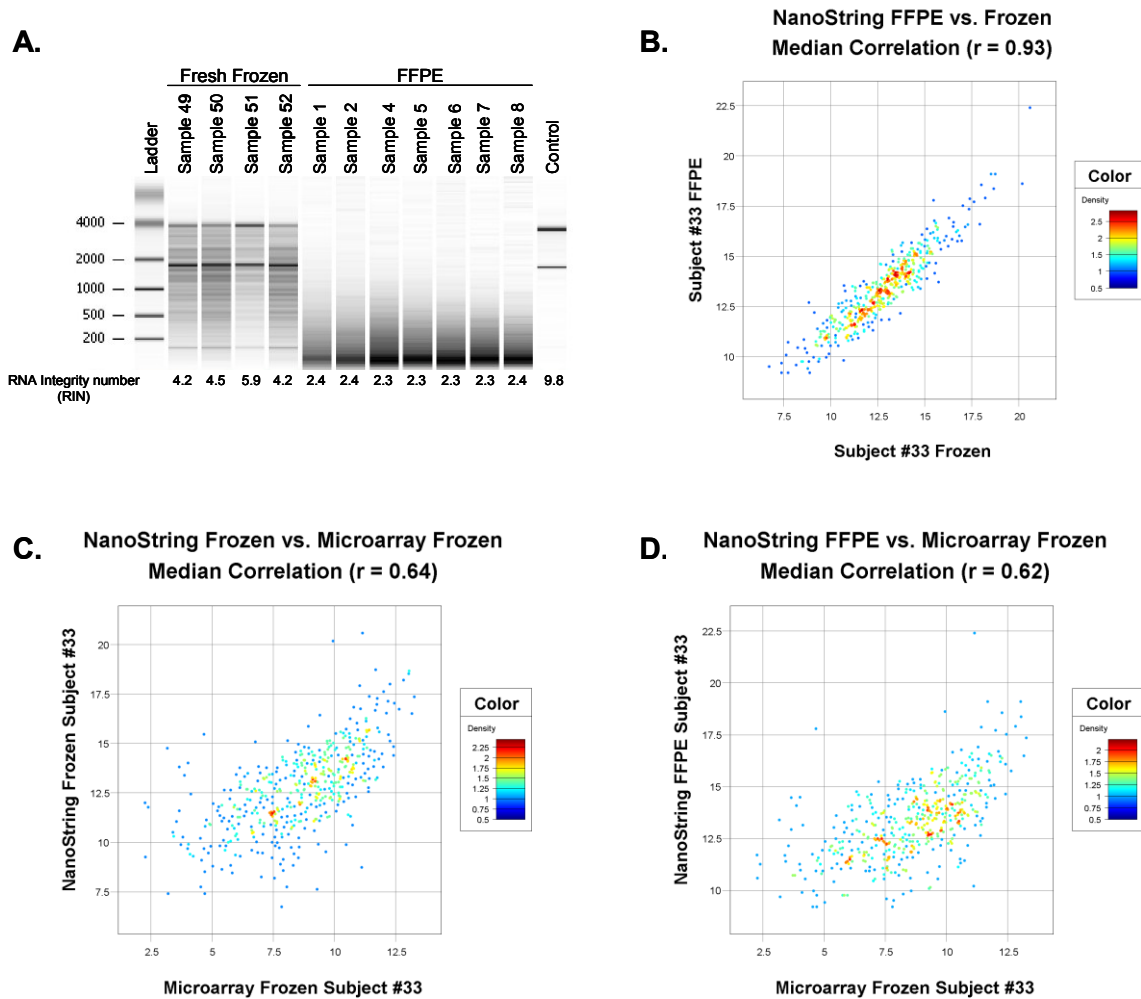 A.
Fresh Frozen FFPE
Ladder
Sample 49
Sample 50
Sample 51
Sample 52
Sample 1
Sample 2
Sample 4
Sample 5
Sample 6
Sample 7
Sample 8
Control
4000
2000
1000
500
200
RNA Integrity number
(RIN)
4.2 4.5 5.9 4.2 2.4 2.4 2.3 2.3 2.3 2.3 2.4 9.8
B.
NanoString FFPE vs. Frozen
Median Correlation (r = 0.93)
Subject #33 FFPE
22.5
20
17.5
15
12.5
10
7.5 10 12.5 15 17.5 20
Subject #33 Frozen
Color
Density
2.5
2
1.5
1
0.5
C.
NanoString Frozen vs. Microarray Frozen
Median Correlation (r = 0.64)
NanoString Frozen Subject #33
20
17.5
15
12.5
10
7.5
2.5 5 7.5 10 12.5
Microarray Frozen Subject #33
Color
Density
2.25
2
1.75
1.5
1.25
1
0.75
0.5
D.
NanoString FFPE vs. Microarray Frozen
Median Correlation (r = 0.62)
NanoString FFPE Subject #33
22.5
20
17.5
15
12.5
10
2.5 5 7.5 10 12.5
Microarray Frozen Subject #33
Color
Density
2
1.75
1.5
1.25
1
0.75
0.5